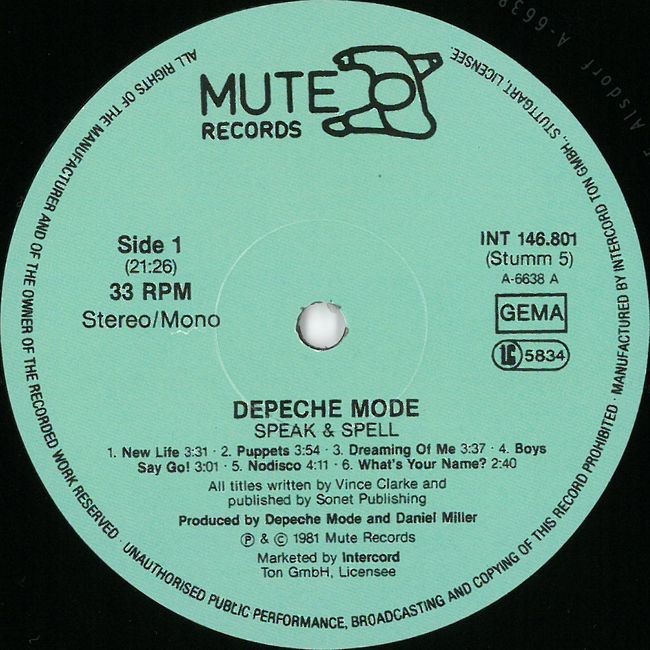 MUTE
RECORDS
Side 1
(21:26)
33 RPM
Stereo/Mono
INT 146.801
(Stumm 5)
A-6638 A
GEMA
LC 5834
DEPECHE MODE
SPEAK & SPELL
1. New Life 3:31 · 2. Puppets 3:54 · 3. Dreaming Of Me 3:37 · 4. Boys
Say Go! 3:01 · 5. Nodisco 4:11 · 6. What's Your Name? 2:40
All titles written by Vince Clarke and
published by Sonet Publishing
Produced by Depeche Mode and Daniel Miller
Ⓟ & © 1981 Mute Records
Marketed by Intercord
Ton GmbH, Licensee
ALL RIGHTS OF THE MANUFACTURER AND OF THE OWNER OF THE RECORDED WORK RESERVED · UNAUTHORISED PUBLIC PERFORMANCE, BROADCASTING AND COPYING OF THIS RECORD PROHIBITED · MANUFACTURED BY INTERCORD TON GMBH., STUTTGART, LICENSEE.
Alsdorf A-663